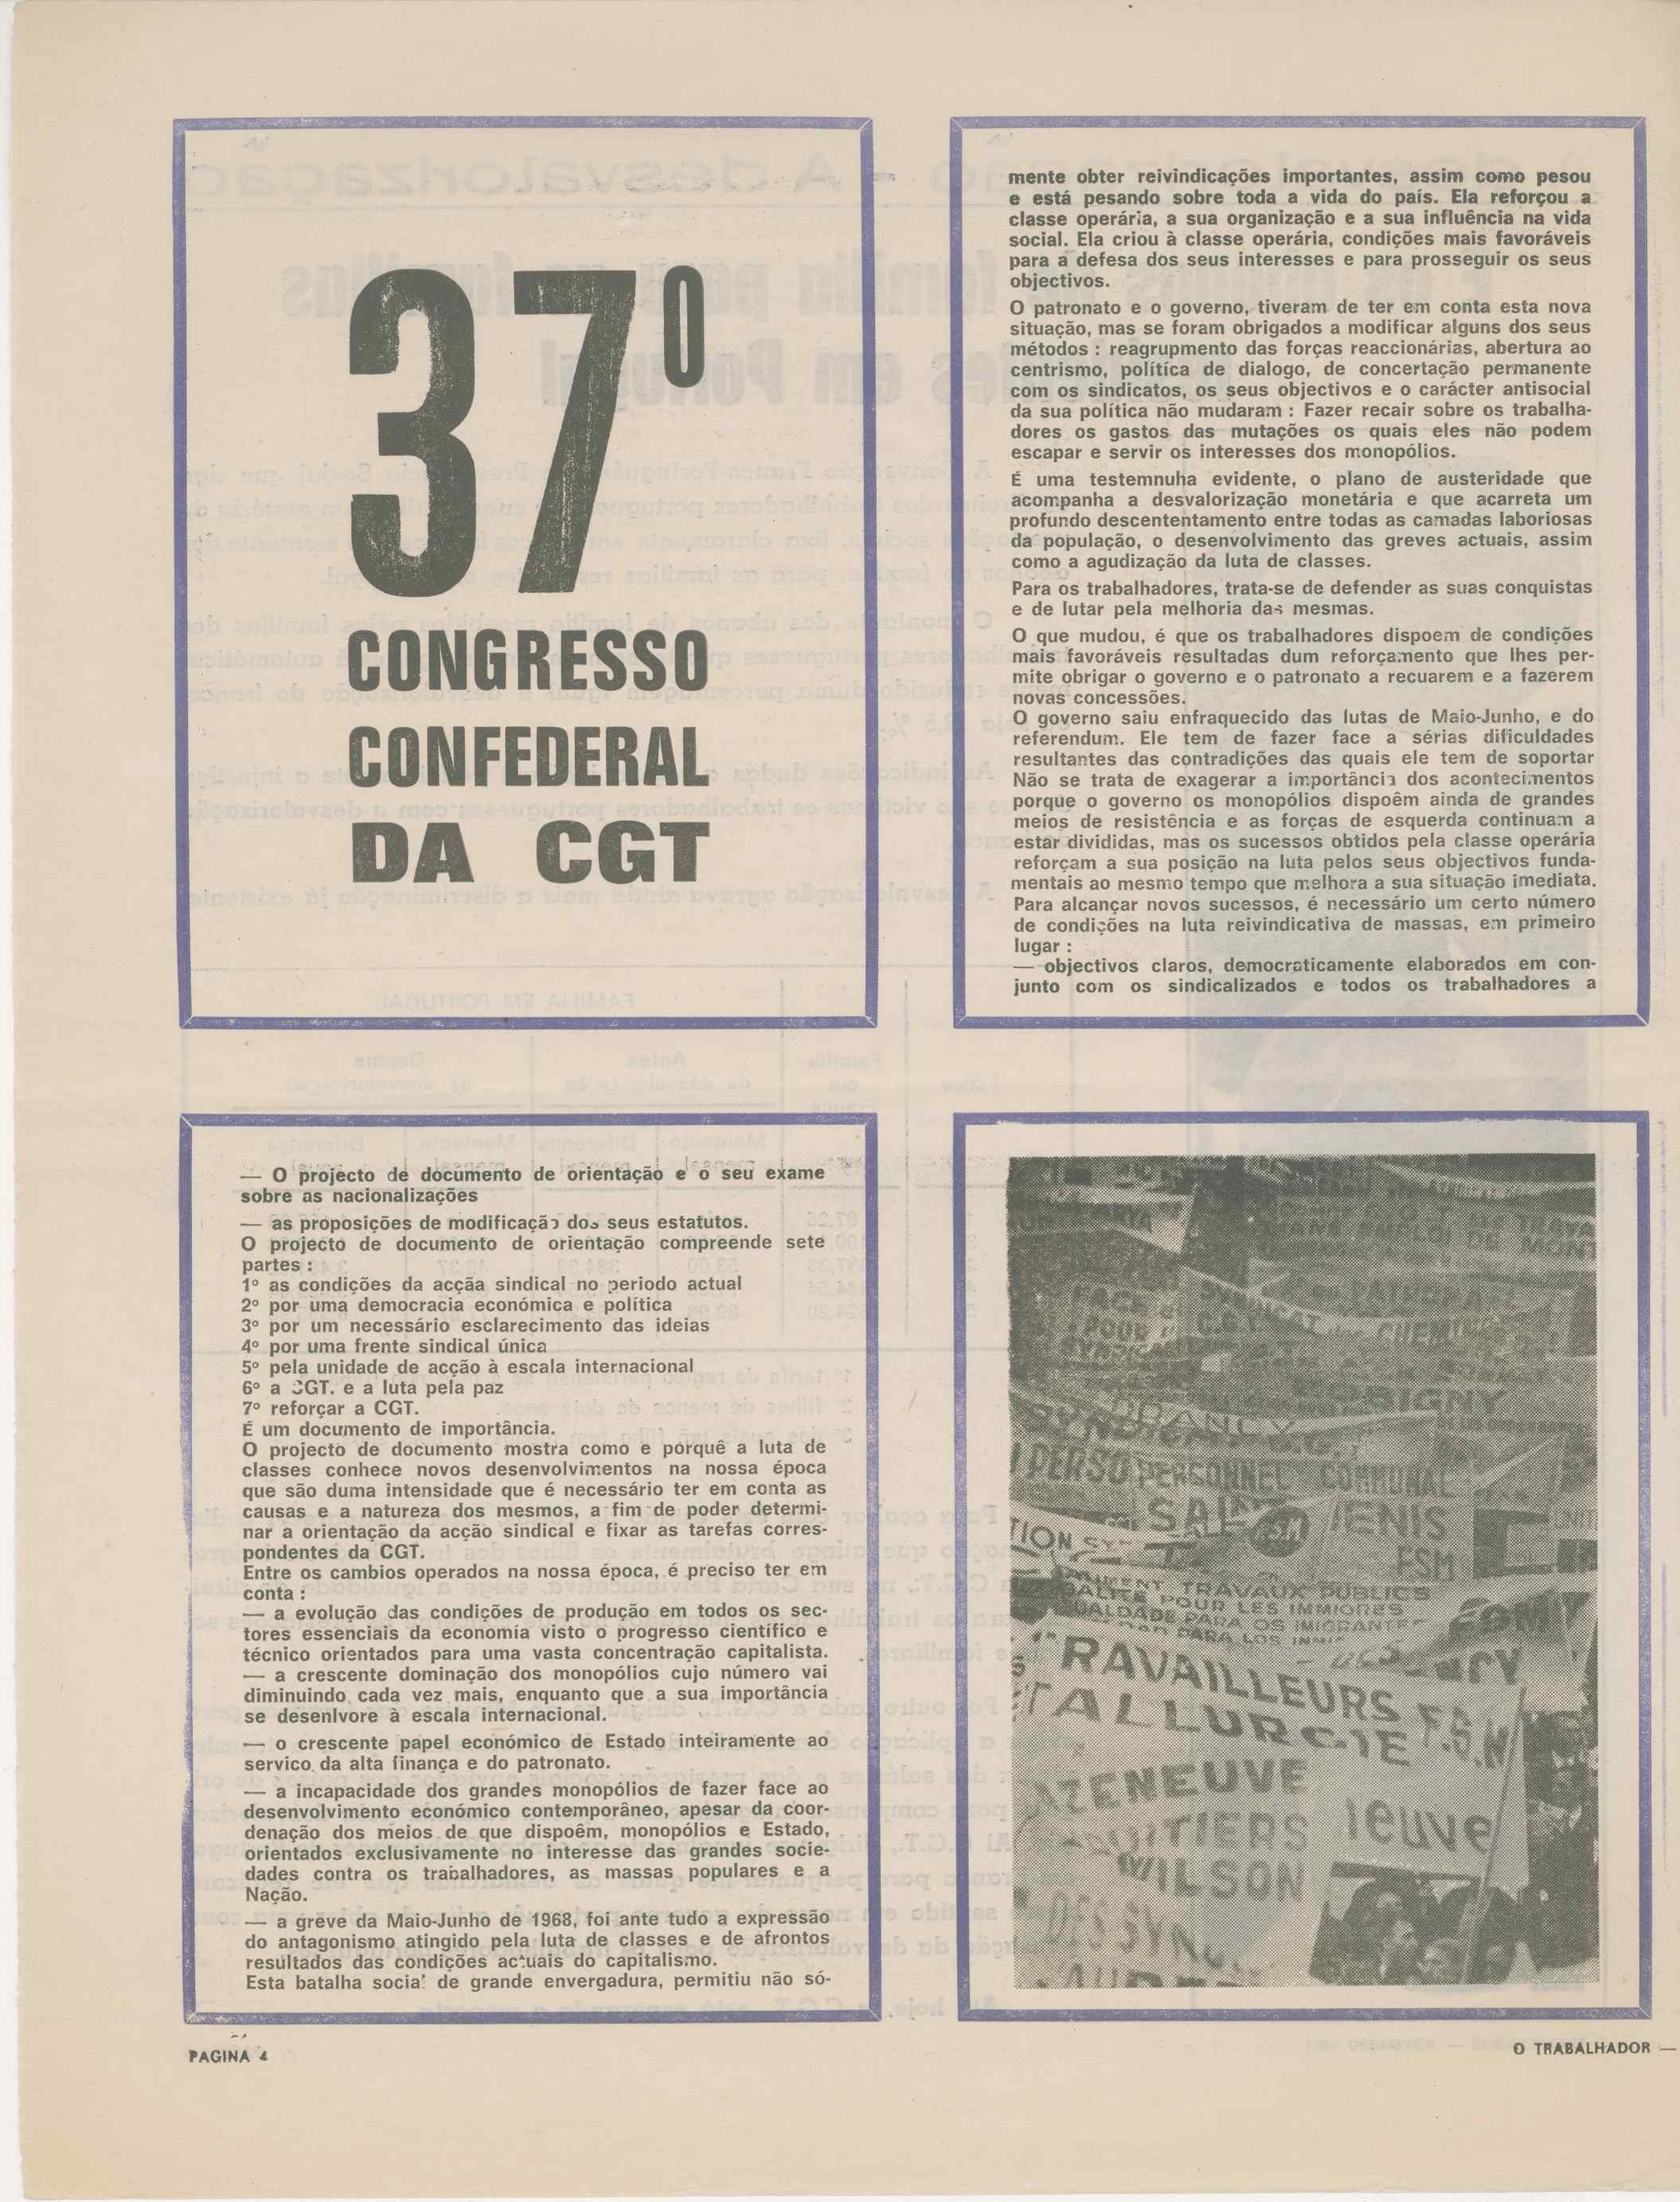 37º
CONGRESSO
CONFEDERAL
DA CGT
— O projecto de documento de orientação e o seu exame
sobre as nacionalizações
— as proposições de modificação dos seus estatutos.
O projecto de documento de orientação compreende sete
partes :
1º as condições da acçãa sindical no periodo actual
2º por uma democracia económica e política
3º por um necessário esclarecimento das ideias
4º por uma frente sindical única
5º pela unidade de acção à escala internacional
6º a CGT. e a luta pela paz
7º reforçar a CGT.
É um documento de importância.
O projecto de documento mostra como e porquê a luta de
classes conhece novos desenvolvimentos na nossa época
que são duma intensidade que é necessário ter em conta as
causas e a natureza dos mesmos, a fim de poder determi-
nar a orientação da acção sindical e fixar as tarefas corres-
pondentes da CGT.
Entre os cambios operados na nossa época, é preciso ter em
conta :
— a evolução das condições de produção em todos os sec-
tores essenciais da economía visto o progresso científico e
técnico orientados para uma vasta concentração capitalista.
— a crescente dominação dos monopólios cujo número vai
diminuindo cada vez mais, enquanto que a sua importância
se desenlvore à escala internacional.
— o crescente papel económico de Estado inteiramente ao
servico da alta finança e do patronato.
— a incapacidade dos grandes monopólios de fazer face ao
desenvolvimento económico contemporâneo, apesar da coor-
denação dos meios de que dispoêm, monopólios e Estado,
orientados exclusivamente no interesse das grandes socie-
dades contra os trabalhadores, as massas populares e a
Nação.
— a greve da Maio-Junho de 1968, foi ante tudo a expressão
do antagonismo atingido pela luta de classes e de afrontos
resultados das condições actuais do capitalismo.
Esta batalha social de grande envergadura, permitiu não só-
mente obter reivindicações importantes, assim como pesou
e está pesando sobre toda a vida do país. Ela reforçou a
classe operária, a sua organização e a sua influência na vida
social. Ela criou à classe operária, condições mais favoráveis
para a defesa dos seus interesses e para prosseguir os seus
objectivos.
O patronato e o governo, tiveram de ter em conta esta nova
situação, mas se foram obrigados a modificar alguns dos seus
métodos : reagrupmento das forças reaccionárias, abertura ao
centrismo, política de dialogo, de concertação permanente
com os sindicatos, os seus objectivos e o carácter antisocial
da sua política não mudaram : Fazer recair sobre os trabalha-
dores os gastos das mutações os quais eles não podem
escapar e servir os interesses dos monopólios.
É uma testemnuha evidente, o plano de austeridade que
acompanha a desvalorização monetária e que acarreta um
profundo descententamento entre todas as camadas laboriosas
da população, o desenvolvimento das greves actuais, assim
como a agudização da luta de classes.
Para os trabalhadores, trata-se de defender as suas conquistas
e de lutar pela melhoria das mesmas.
O que mudou, é que os trabalhadores dispoem de condições
mais favoráveis resultadas dum reforçamento que lhes per-
mite obrigar o governo e o patronato a recuarem e a fazerem
novas concessões.
O governo saiu enfraquecido das lutas de Maio-Junho, e do
referendum. Ele tem de fazer face a sérias dificuldades
resultantes das contradições das quais ele tem de soportar
Não se trata de exagerar a importância dos acontecimentos
porque o governo os monopólios dispoêm ainda de grandes
meios de resistência e as forças de esquerda continuam a
estar divididas, mas os sucessos obtidos pela classe operária
reforçam a sua posição na luta pelos seus objectivos funda-
mentais ao mesmo tempo que melhora a sua situação imediata.
Para alcançar novos sucessos, é necessário um certo número
de condições na luta reivindicativa de massas, em primeiro
lugar :
— objectivos claros, democraticamente elaborados em con-
junto com os sindicalizados e todos os trabalhadores a
DRANCY
PERSONNEL COMMUNAL
FSM
TRAVAUX PUBLICS
POUR LES IMMIGRES
PARA OS IMIGRANTE
PARA LOS
RAVAILLEURS F.S.M
TALLURGIE
AZENEUVE
WILSON
DES SYN
PAGINA 4
O TRABALHADOR —